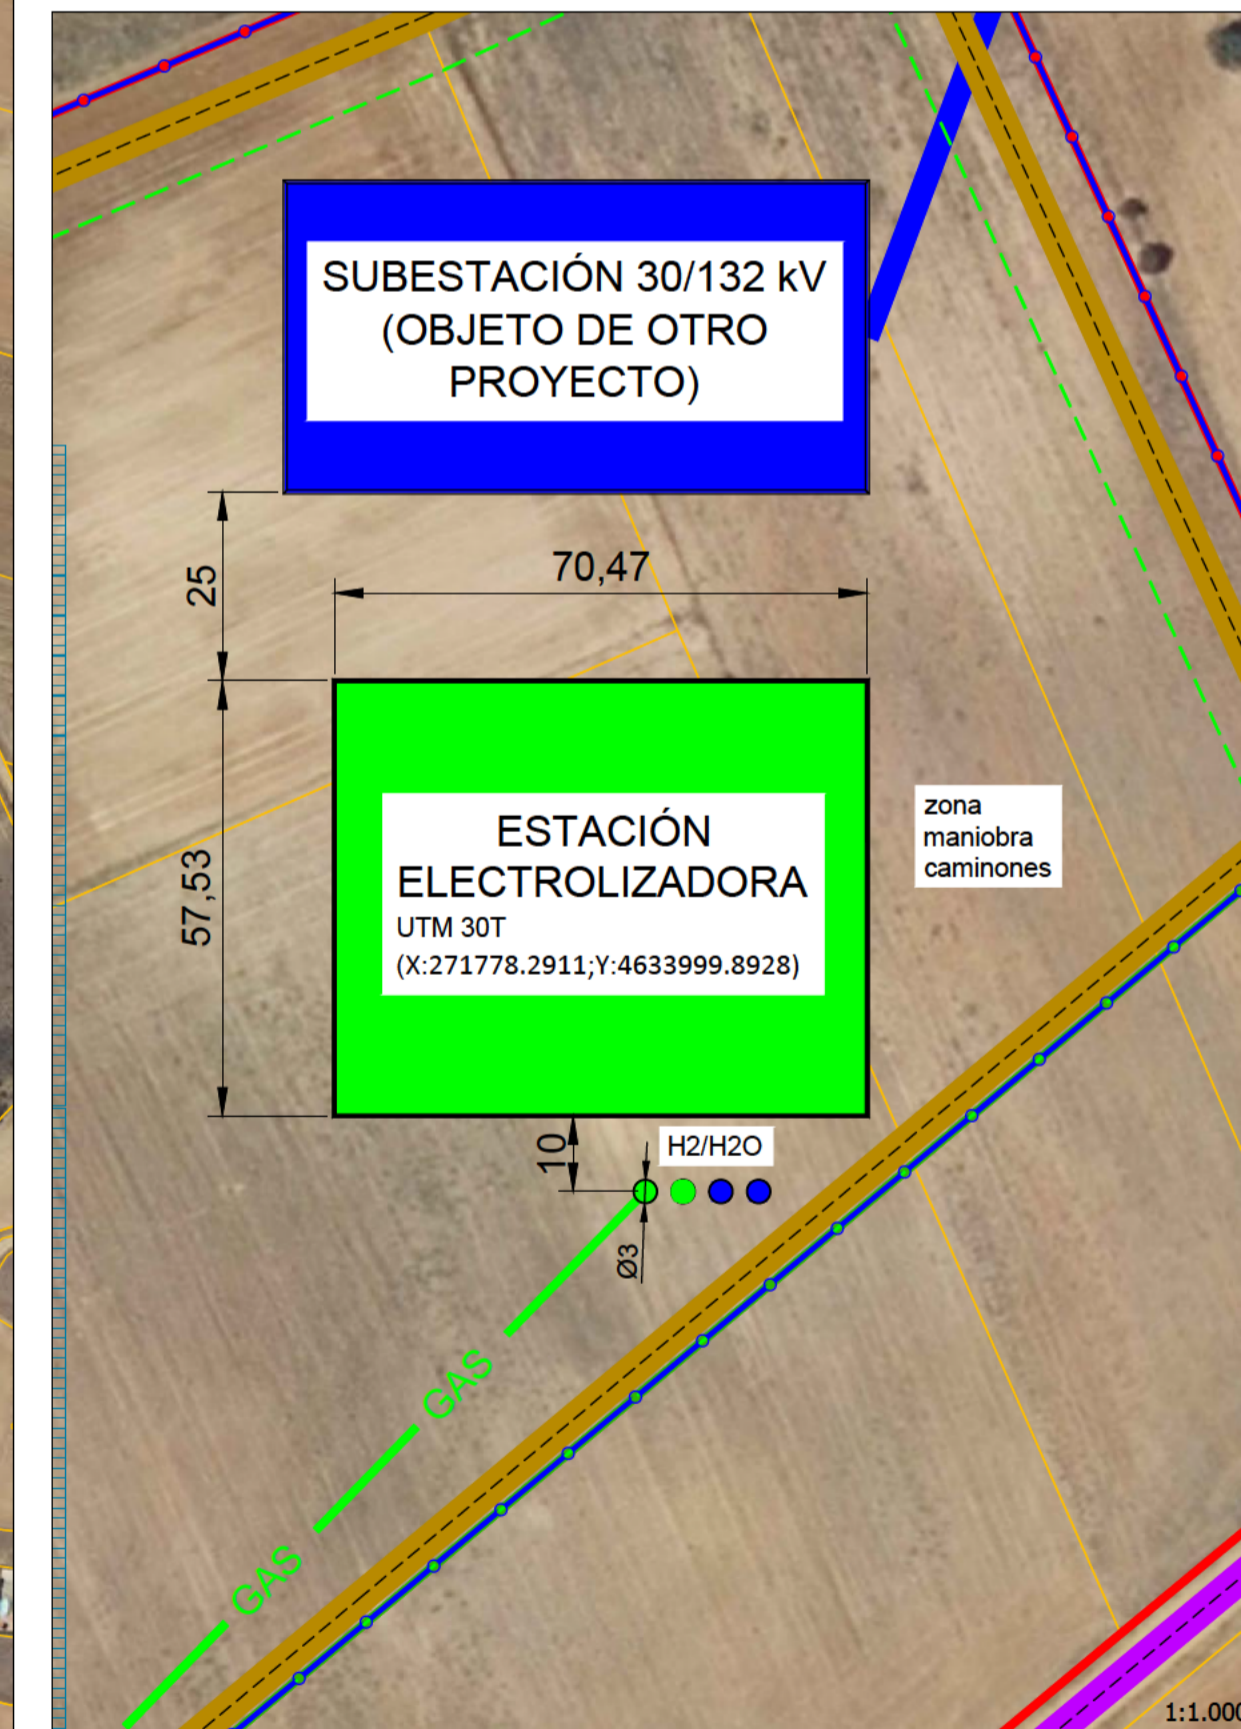 SUBESTACIÓN 30/132 kV
(OBJETO DE OTRO
PROYECTO)
25
70,47
57,53
ESTACIÓN
ELECTROLIZADORA
UTM 30T
(X:271778.2911;Y:4633999.8928)
zona
maniobra
caminones
10
H2/H2O
Ø3
GAS
GAS
1:1.000